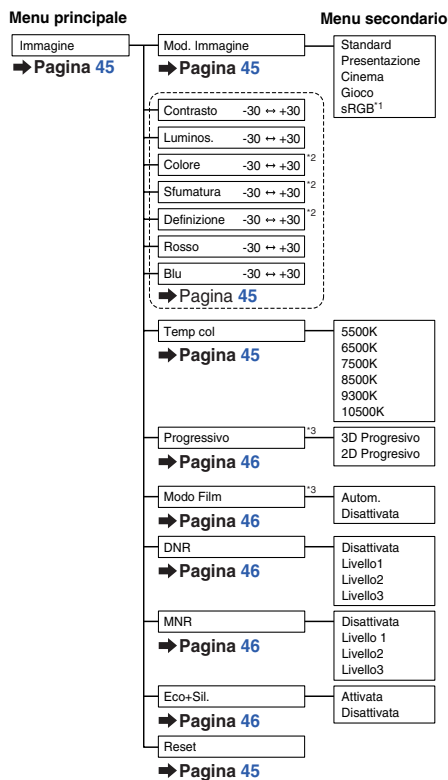 Menu principale
Menu secondario
Immagine
➡Pagina 45
Mod. Immagine
➡Pagina 45
Standard
Presentazione
Cinema
Gioco
sRGB*1
Contrasto -30 ↔ +30
Luminos. -30 ↔ +30
Colore -30 ↔ +30 *2
Sfumatura -30 ↔ +30 *2
Definizione -30 ↔ +30 *2
Rosso -30 ↔ +30
Blu -30 ↔ +30
➡Pagina 45
Temp col
➡Pagina 45
5500K
6500K
7500K
8500K
9300K
10500K
Progressivo *3
➡Pagina 46
3D Progresivo
2D Progresivo
Modo Film *3
➡Pagina 46
Autom.
Disattivata
DNR
➡Pagina 46
Disattivata
Livello1
Livello2
Livello3
MNR
➡Pagina 46
Disattivata
Livello 1
Livello2
Livello3
Eco+Sil.
➡Pagina 46
Attivata
Disattivata
Reset
➡Pagina 45